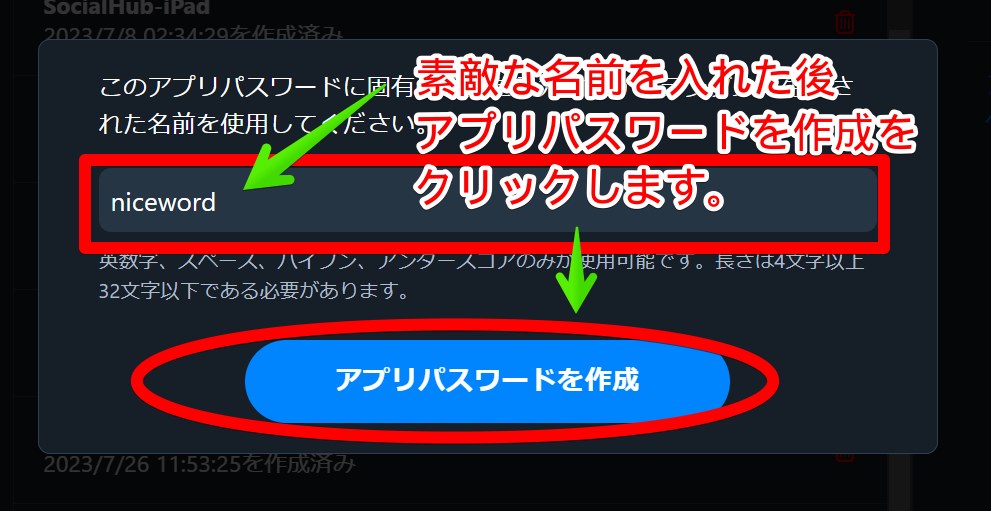 SocialHub-iPad
2023/7/8 02:34:29を作成済み
このアプリパスワードに固有
素敵な名前を入れた後
れた名前を使用してください。
アプリパスワードを作成を
クリックします。
niceword
英数字、スペース、ハイフン、アンダースコアのみが使用可能です。長さは4文字以上
32文字以下である必要があります。
アプリパスワードを作成
2023/7/26 11:53:25を作成済み